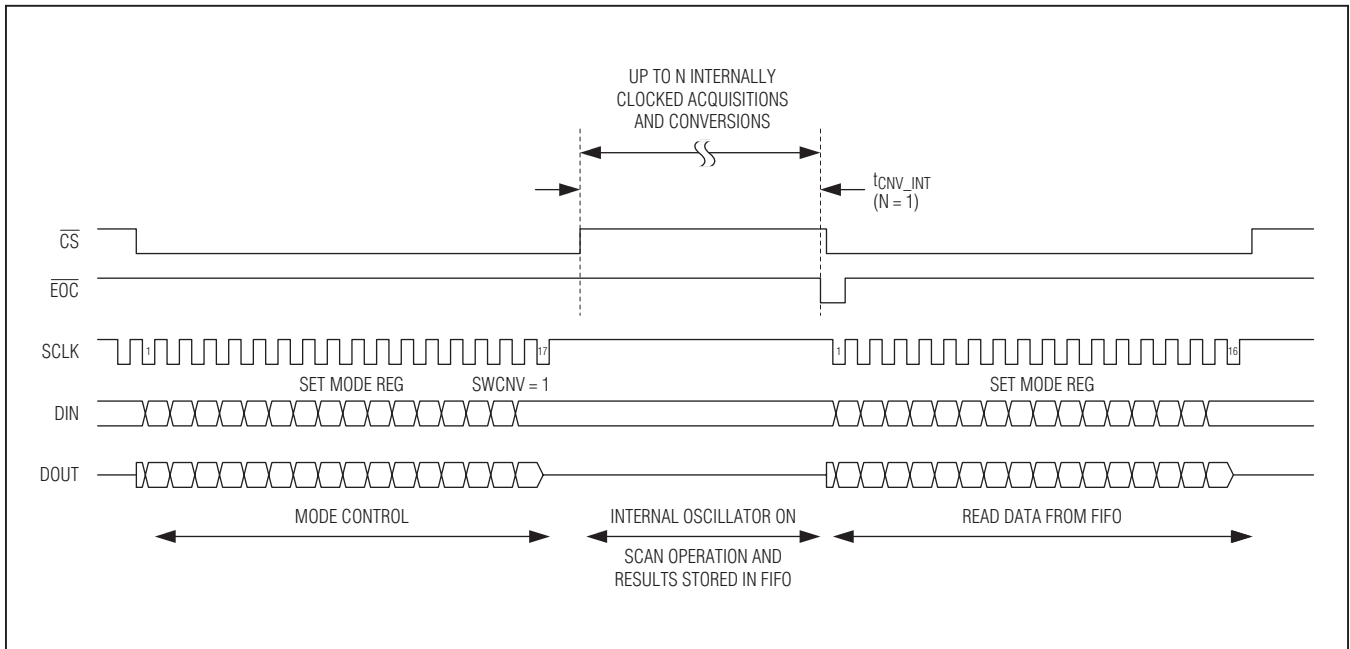 UP TO N INTERNALLY
CLOCKED ACQUISITIONS
AND CONVERSIONS
tCNV_INT
(N = 1)
CS
EOC
SCLK
1
17
1
16
SET MODE REG
SWCNV = 1
SET MODE REG
DIN
DOUT
MODE CONTROL
INTERNAL OSCILLATOR ON
READ DATA FROM FIFO
SCAN OPERATION AND
RESULTS STORED IN FIFO